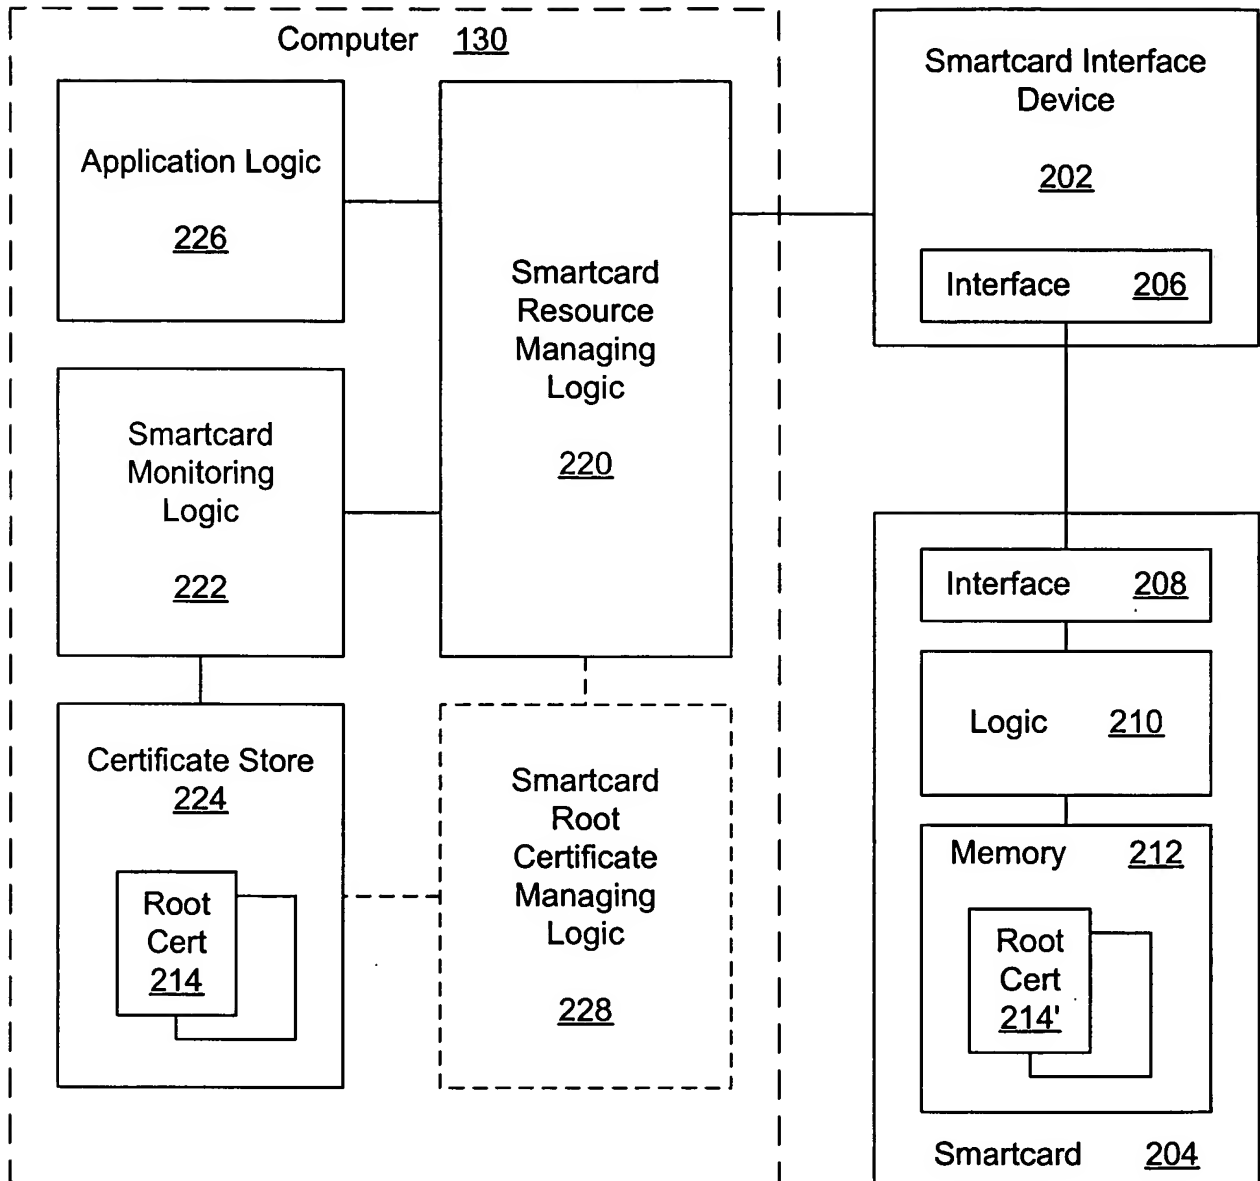 Computer 130
Application Logic
226
Smartcard
Monitoring
Logic
222
Certificate Store
224
Root
Cert
214
Smartcard
Resource
Managing
Logic
220
Smartcard
Root
Certificate
Managing
Logic
228
Smartcard Interface
Device
202
Interface 206
Interface 208
Logic 210
Memory 212
Root
Cert
214'
Smartcard 204